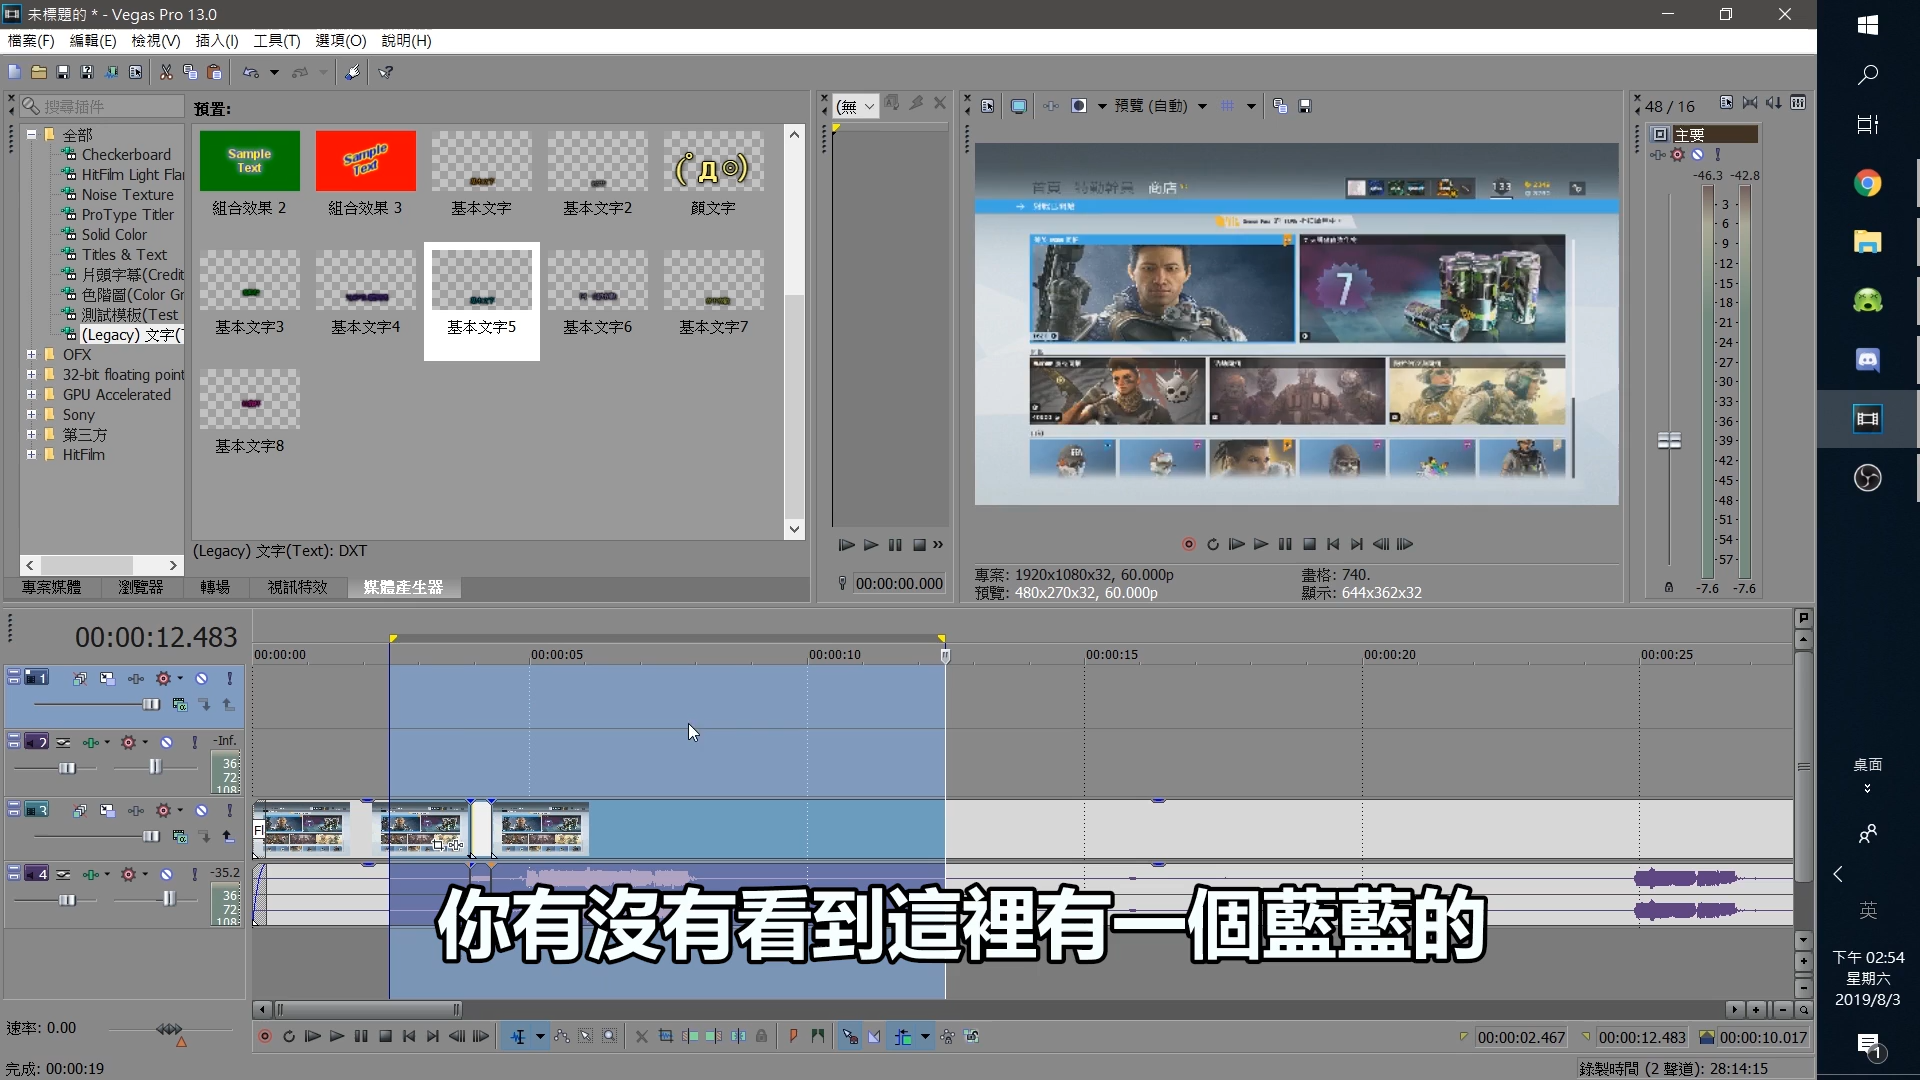 未標題的 * - Vegas Pro 13.0
檔案(F) 編輯(E) 檢視(V) 插入(I) 工具(T) 選項(O) 說明(H)
搜尋插件
預置:
全部
Checkerboard
HitFilm Light Flar
Noise Texture
ProType Titler
Solid Color
Titles & Text
片頭字幕(Credit
色階圖(Color Gr
測試模板(Test
(Legacy) 文字(T
OFX
32-bit floating point
GPU Accelerated
Sony
第三方
HitFilm
Sample Text
Sample Text
(゚д◎)
組合效果 2
組合效果 3
基本文字
基本文字2
顏文字
基本文字3
基本文字4
基本文字5
基本文字6
基本文字7
基本文字8
(Legacy) 文字(Text): DXT
專案媒體 瀏覽器 轉場 視訊特效 媒體產生器
(無
00:00:00.000
預覽 (自動)
首頁 特勤幹員 商店
133
7
專案: 1920x1080x32, 60.000p
預覽: 480x270x32, 60.000p
畫格: 740.
顯示: 644x362x32
48 / 16
主要
-46.3 -42.8
3
6
9
12
15
18
21
24
27
30
33
36
39
42
45
48
51
54
57
-7.6 -7.6
00:00:12.483
00:00:00 00:00:05 00:00:10 00:00:15 00:00:20 00:00:25
1
2
-Inf.
36
72
108
3
4
-35.2
36
72
108
你有沒有看到這裡有一個藍藍的
速率: 0.00
完成: 00:00:19
00:00:02.467 00:00:12.483 00:00:10.017
錄製時間 (2 聲道): 28:14:15
桌面
英
下午 02:54
星期六
2019/8/3
1